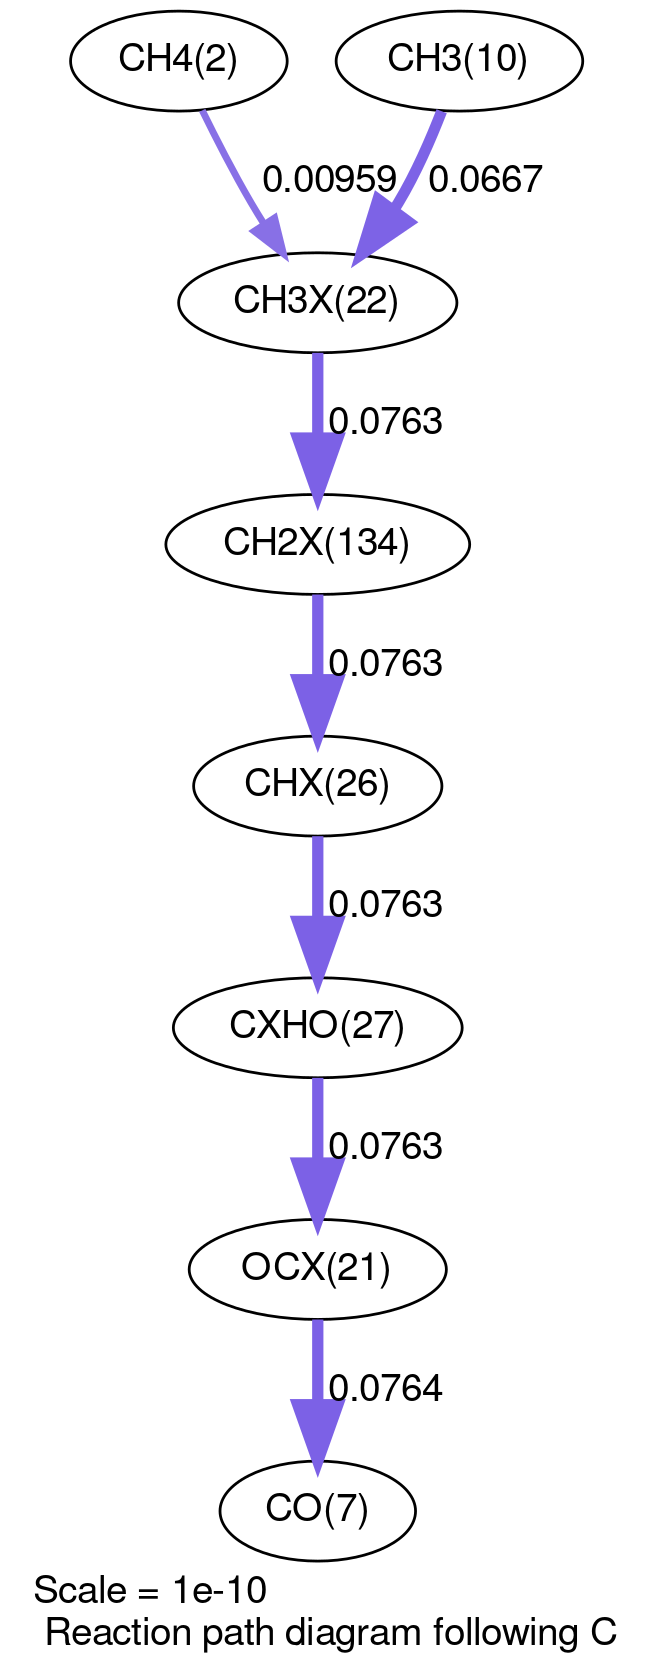 CH4(2)
CH3(10)
0.00959
0.0667
CH3X(22)
0.0763
CH2X(134)
0.0763
CHX(26)
0.0763
CXHO(27)
0.0763
OCX(21)
0.0764
CO(7)
Scale = 1e-10
Reaction path diagram following C